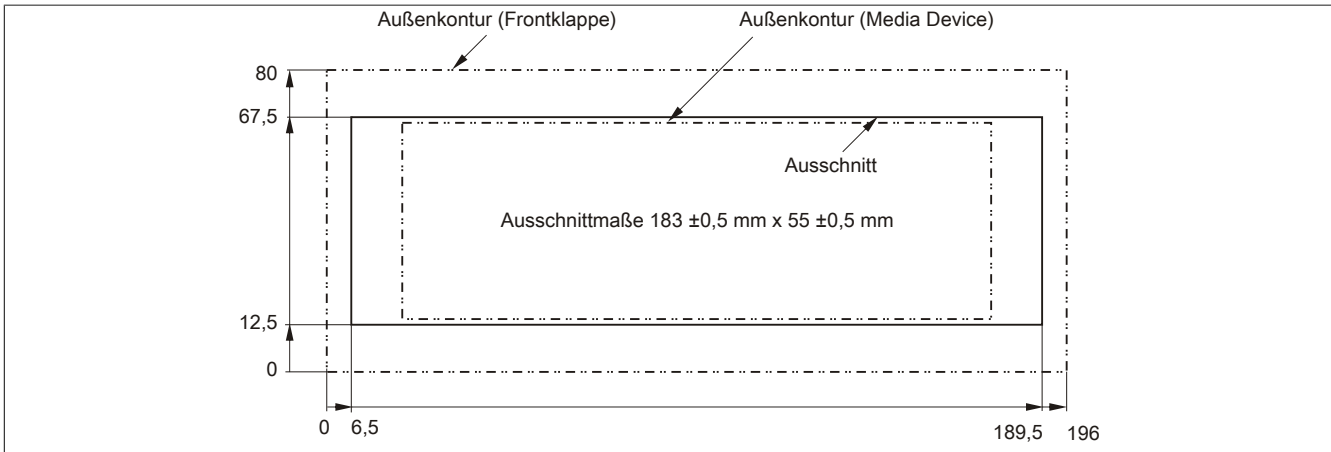 Außenkontur (Frontklappe)
Außenkontur (Media Device)
80
67,5
Ausschnitt
Ausschnittmaße 183 ±0,5 mm x 55 ±0,5 mm
12,5
0
0
6,5
189,5
196